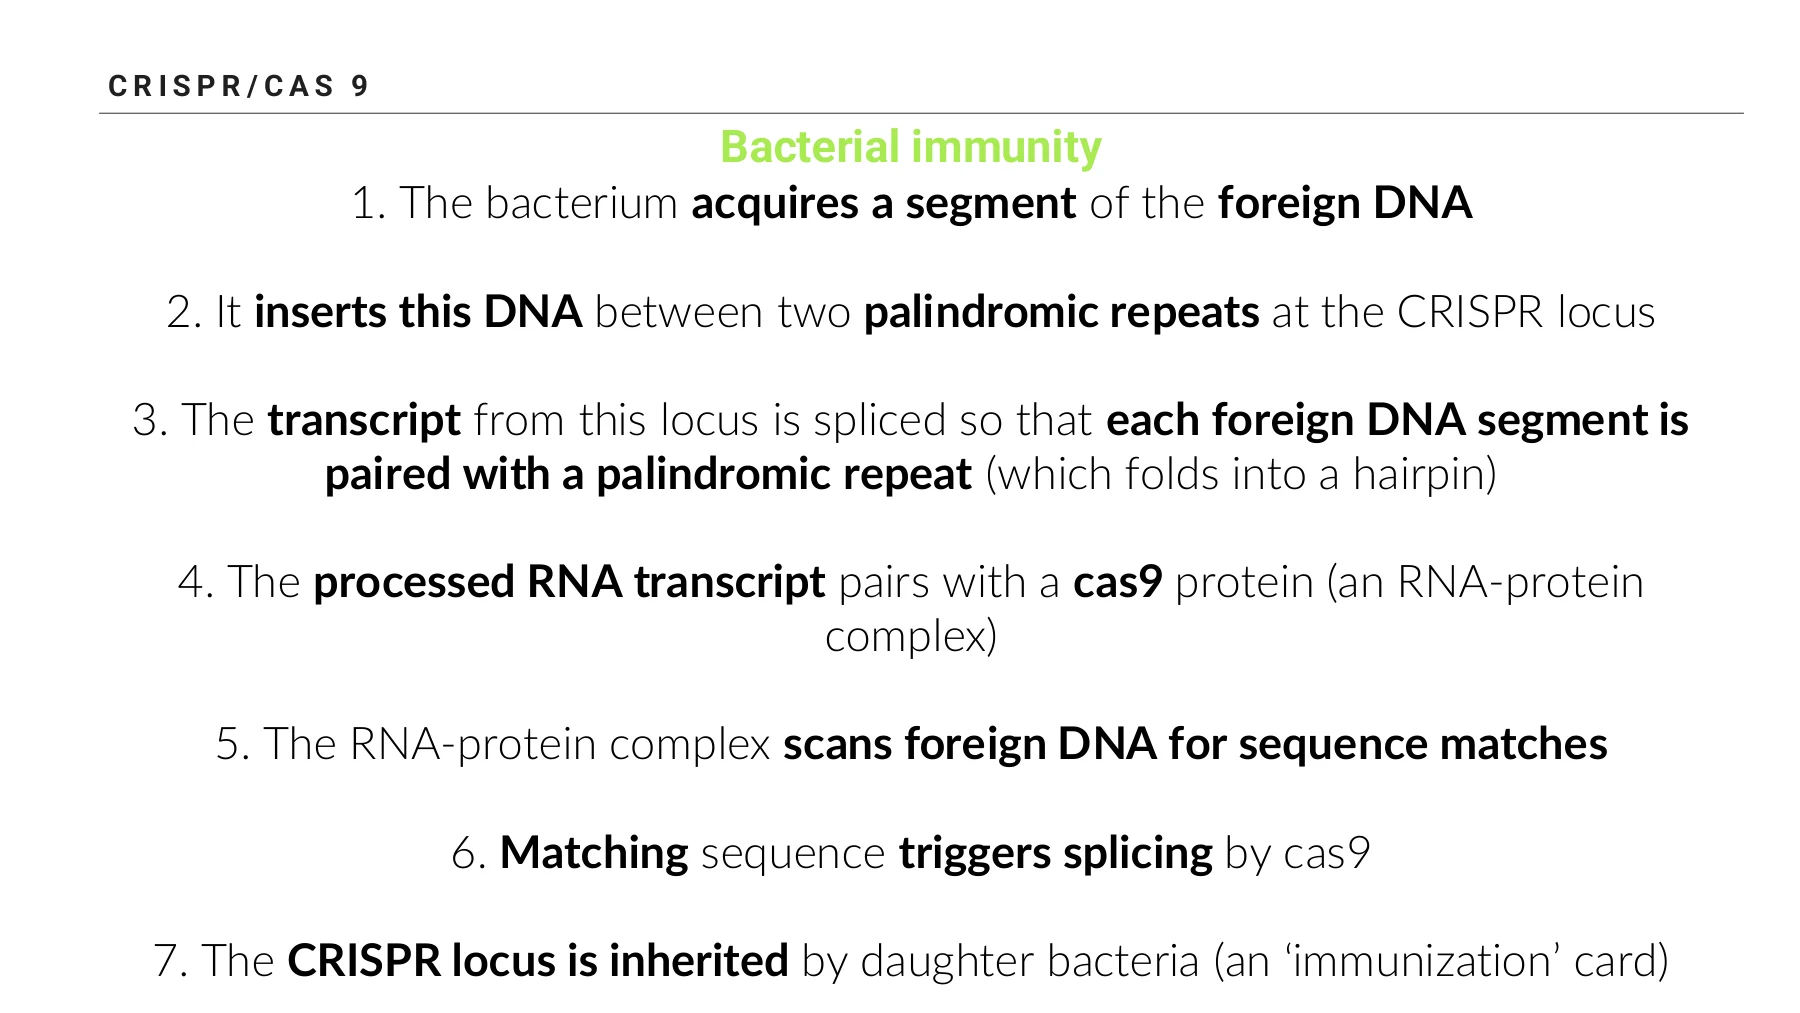 CRISPR/CAS 9
Bacterial immunity
1. The bacterium acquires a segment of the foreign DNA
2. It inserts this DNA between two palindromic repeats at the CRISPR locus
3. The transcript from this locus is spliced so that each foreign DNA segment is
paired with a palindromic repeat (which folds into a hairpin)
4. The processed RNA transcript pairs with a cas9 protein (an RNA-protein
complex)
5. The RNA-protein complex scans foreign DNA for sequence matches
6. Matching sequence triggers splicing by cas9
7. The CRISPR locus is inherited by daughter bacteria (an ‘immunization’ card)